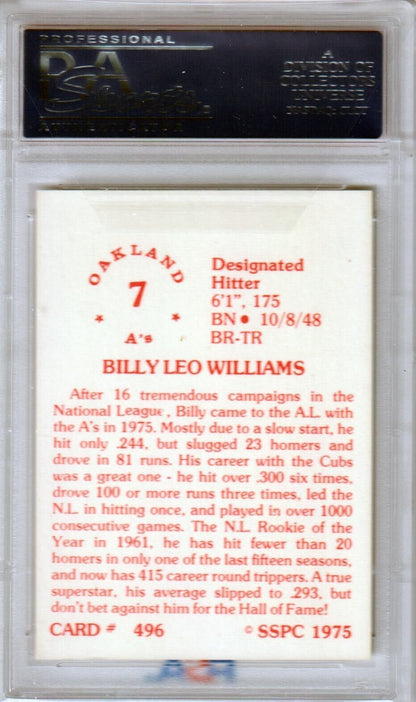 PROFESSIONAL
PSA
A
DIVISION OF
COLLECTORS
UNIVERSE
OAKLAND
7
A's
Designated
Hitter
6'1", 175
BN • 10/8/48
BR-TR
BILLY LEO WILLIAMS
After 16 tremendous campaigns in the
National League, Billy came to the A.L. with
the A's in 1975. Mostly due to a slow start, he
hit only .244, but slugged 23 homers and
drove in 81 runs. His career with the Cubs
was a great one - he hit over .300 six times,
drove 100 or more runs three times, led the
N.L. in hitting once, and played in over 1000
consecutive games. The N.L. Rookie of the
Year in 1961, he has hit fewer than 20
homers in only one of the last fifteen seasons,
and now has 415 career round trippers. A true
superstar, his average slipped to .293, but
don't bet against him for the Hall of Fame!
CARD # 496 © SSPC 1975